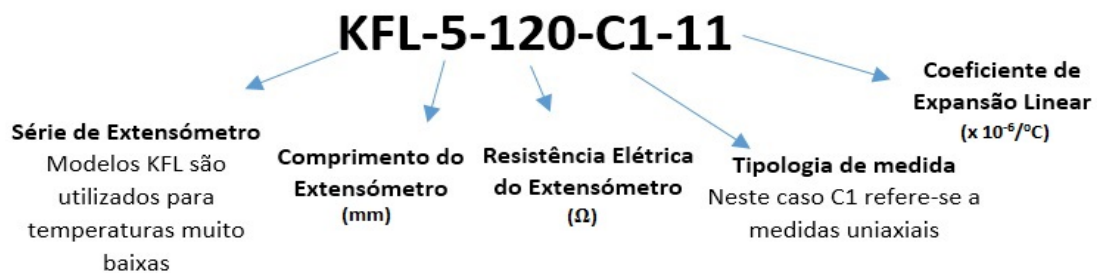 KFL-5-120-C1-11
Série de Extensómetro
Modelos KFL são
utilizados para
temperaturas muito
baixas
Comprimento do
Extensómetro
(mm)
Resistência Elétrica
do Extensómetro
(Ω)
Tipologia de medida
Neste caso C1 refere-se a
medidas uniaxiais
Coeficiente de
Expansão Linear
(x 10⁻⁶/ºC)